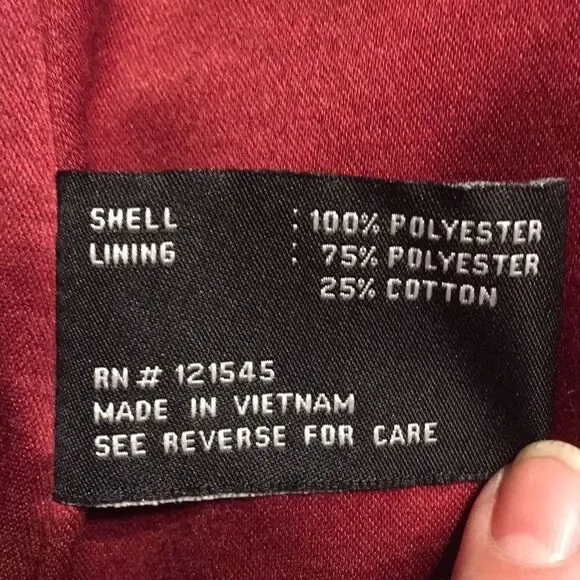 SHELL : 100% POLYESTER
LINING : 75% POLYESTER
25% COTTON
RN # 121545
MADE IN VIETNAM
SEE REVERSE FOR CARE